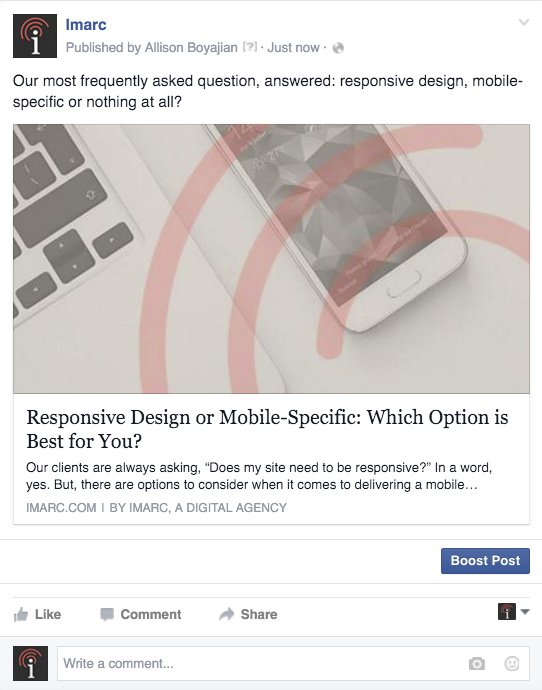 Imarc
Published by Allison Boyajian [?] · Just now ·
Our most frequently asked question, answered: responsive design, mobile-
specific or nothing at all?
Responsive Design or Mobile-Specific: Which Option is
Best for You?
Our clients are always asking, “Does my site need to be responsive?” In a word,
yes. But, there are options to consider when it comes to delivering a mobile…
IMARC.COM | BY IMARC, A DIGITAL AGENCY
Boost Post
Like Comment Share
Write a comment...